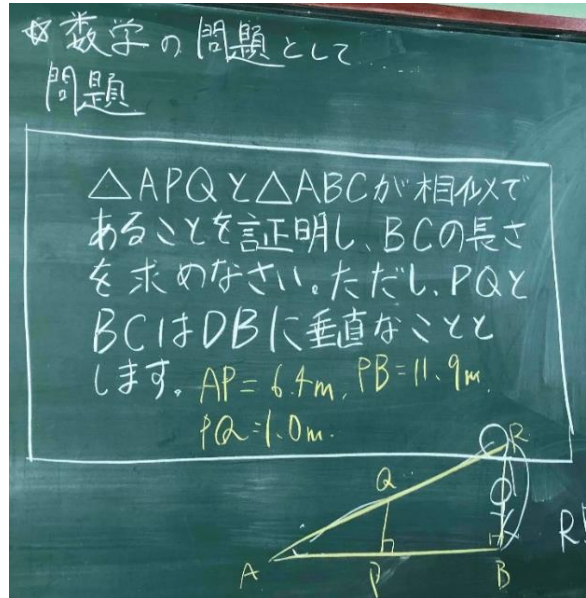 ☆数学の問題として
問題
△APQと△ABCが相似で
あることを証明し、BCの長さ
を求めなさい。ただし、PQと
BCはDBに垂直なことと
します。AP=6.4m, PB=11.9m.
PQ=1.0m.
R
Q
A
P
B
R